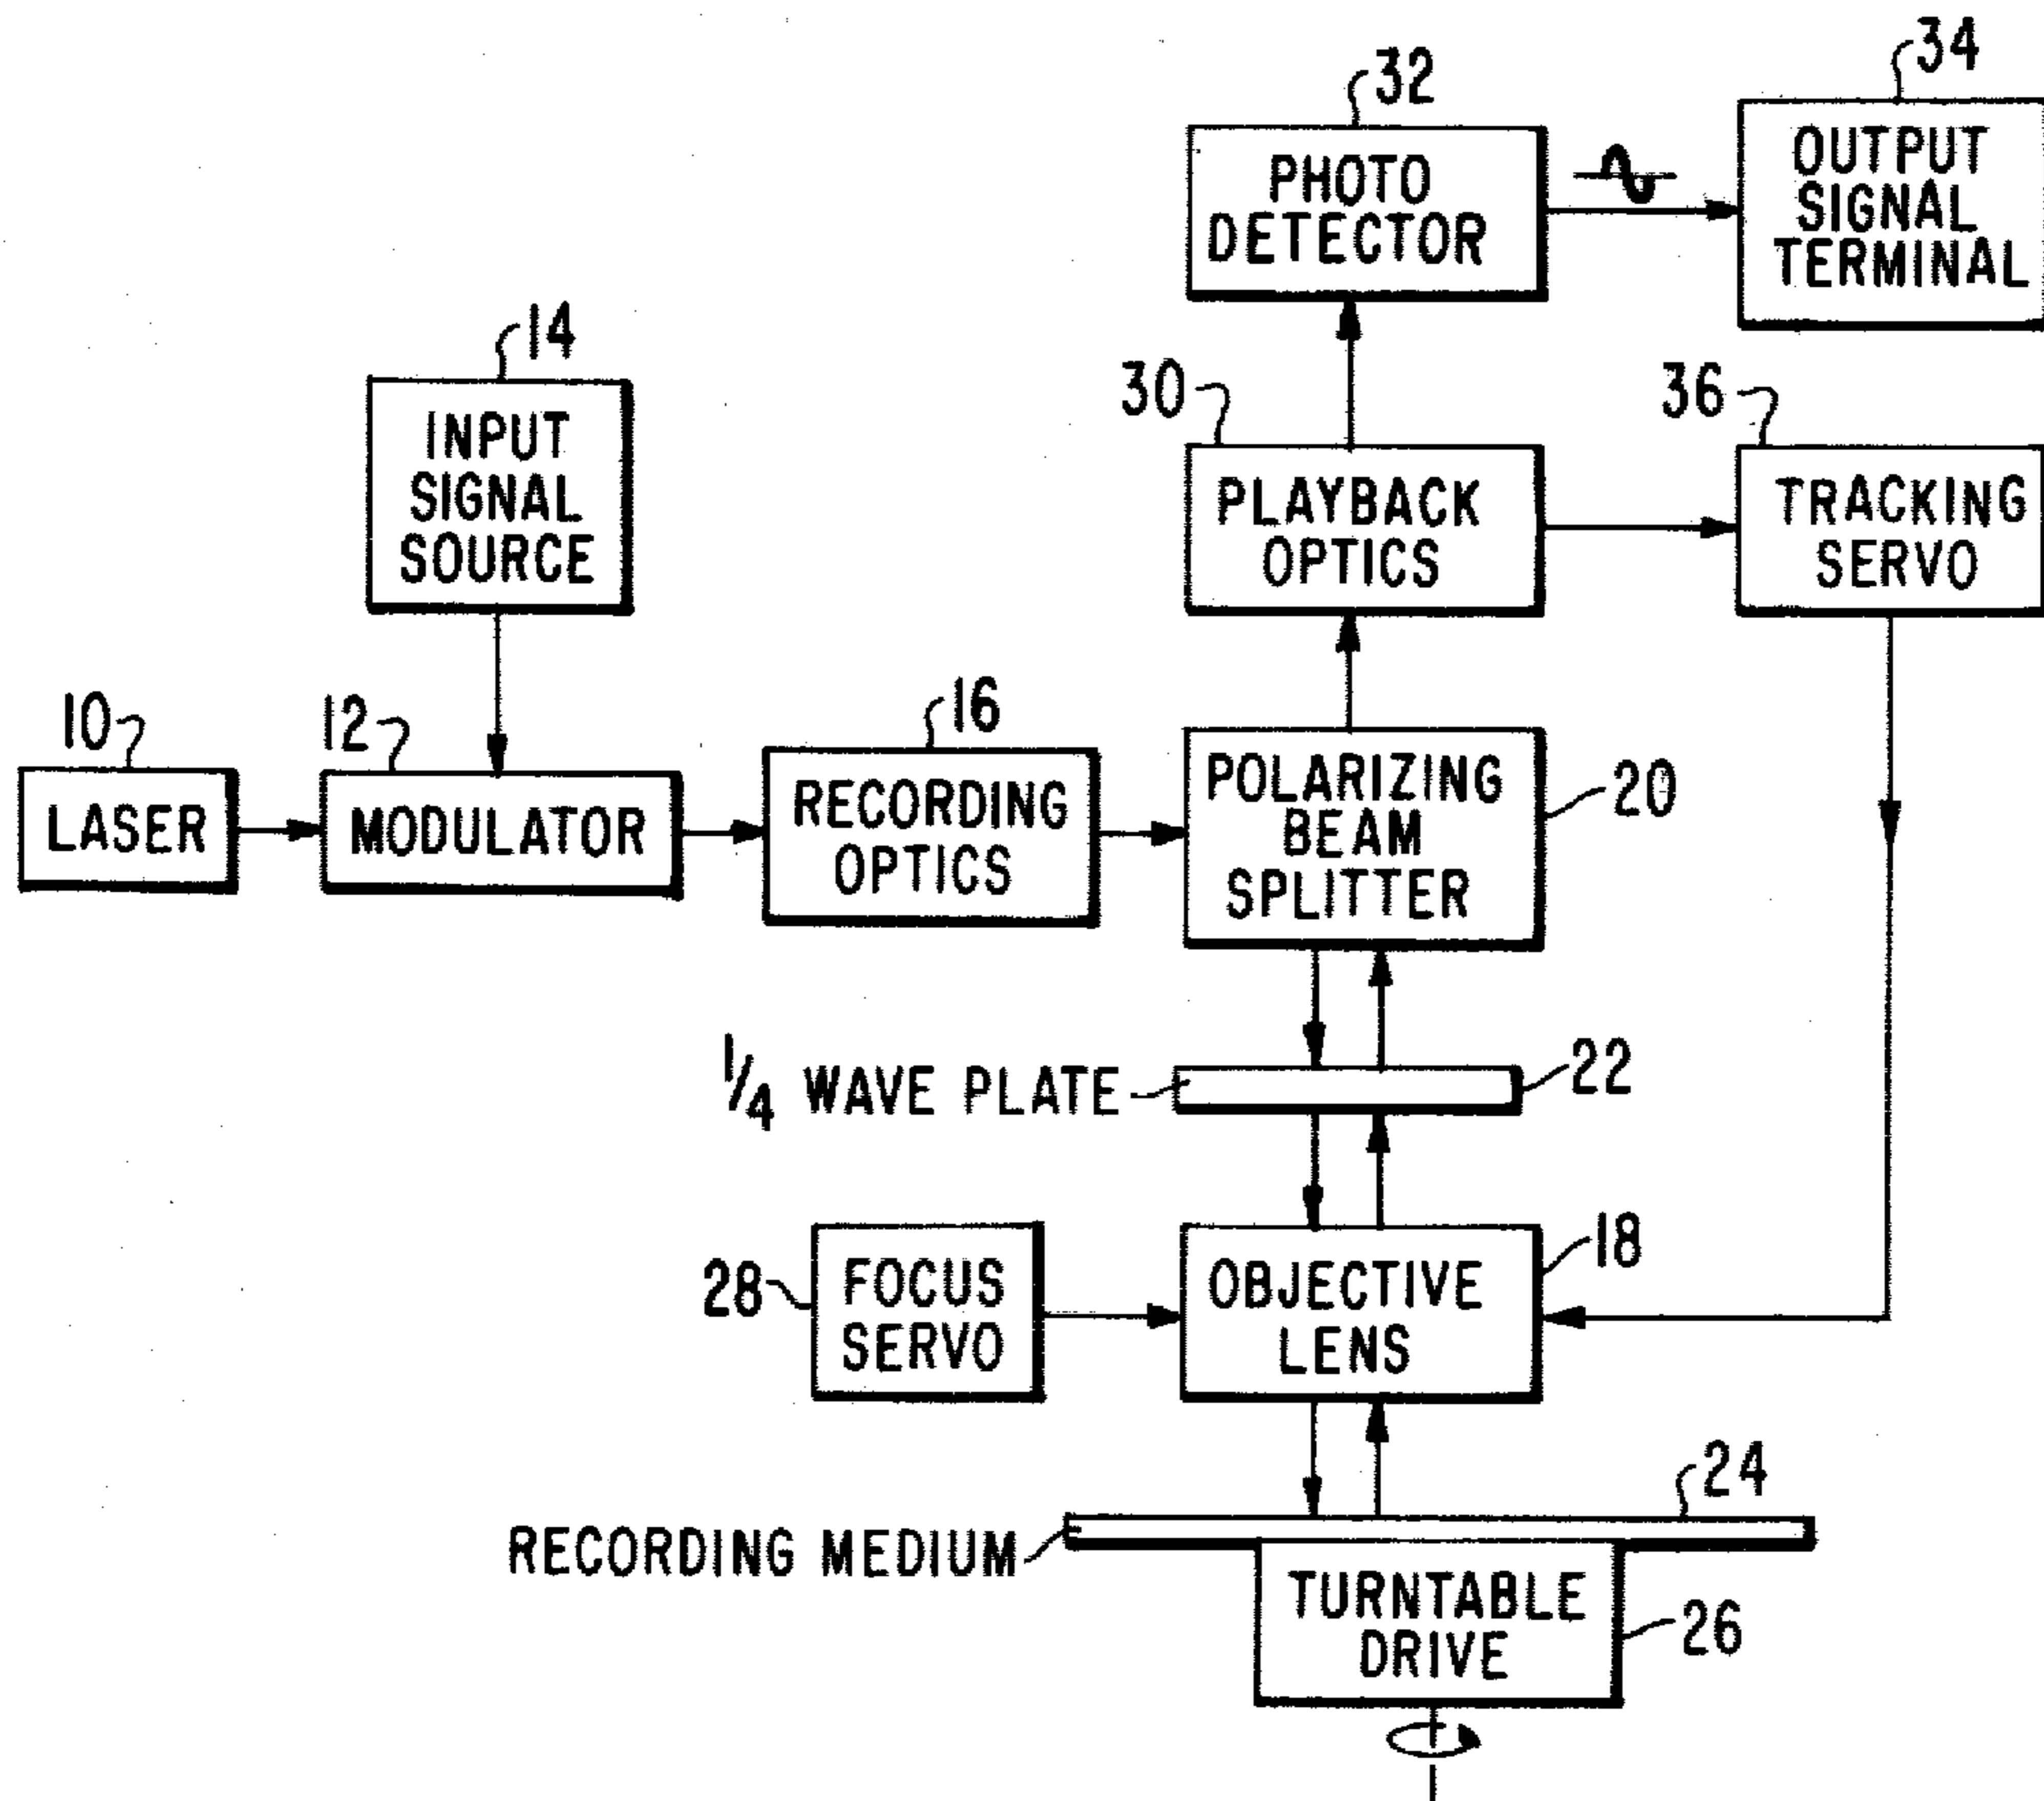 32
34
PHOTO
DETECTOR
OUTPUT
SIGNAL
TERMINAL
14
INPUT
SIGNAL
SOURCE
30
PLAYBACK
OPTICS
36
TRACKING
SERVO
10
LASER
12
MODULATOR
16
RECORDING
OPTICS
POLARIZING
BEAM
SPLITTER
20
1/4 WAVE PLATE
22
28
FOCUS
SERVO
OBJECTIVE
LENS
18
24
RECORDING MEDIUM
TURNTABLE
DRIVE
26